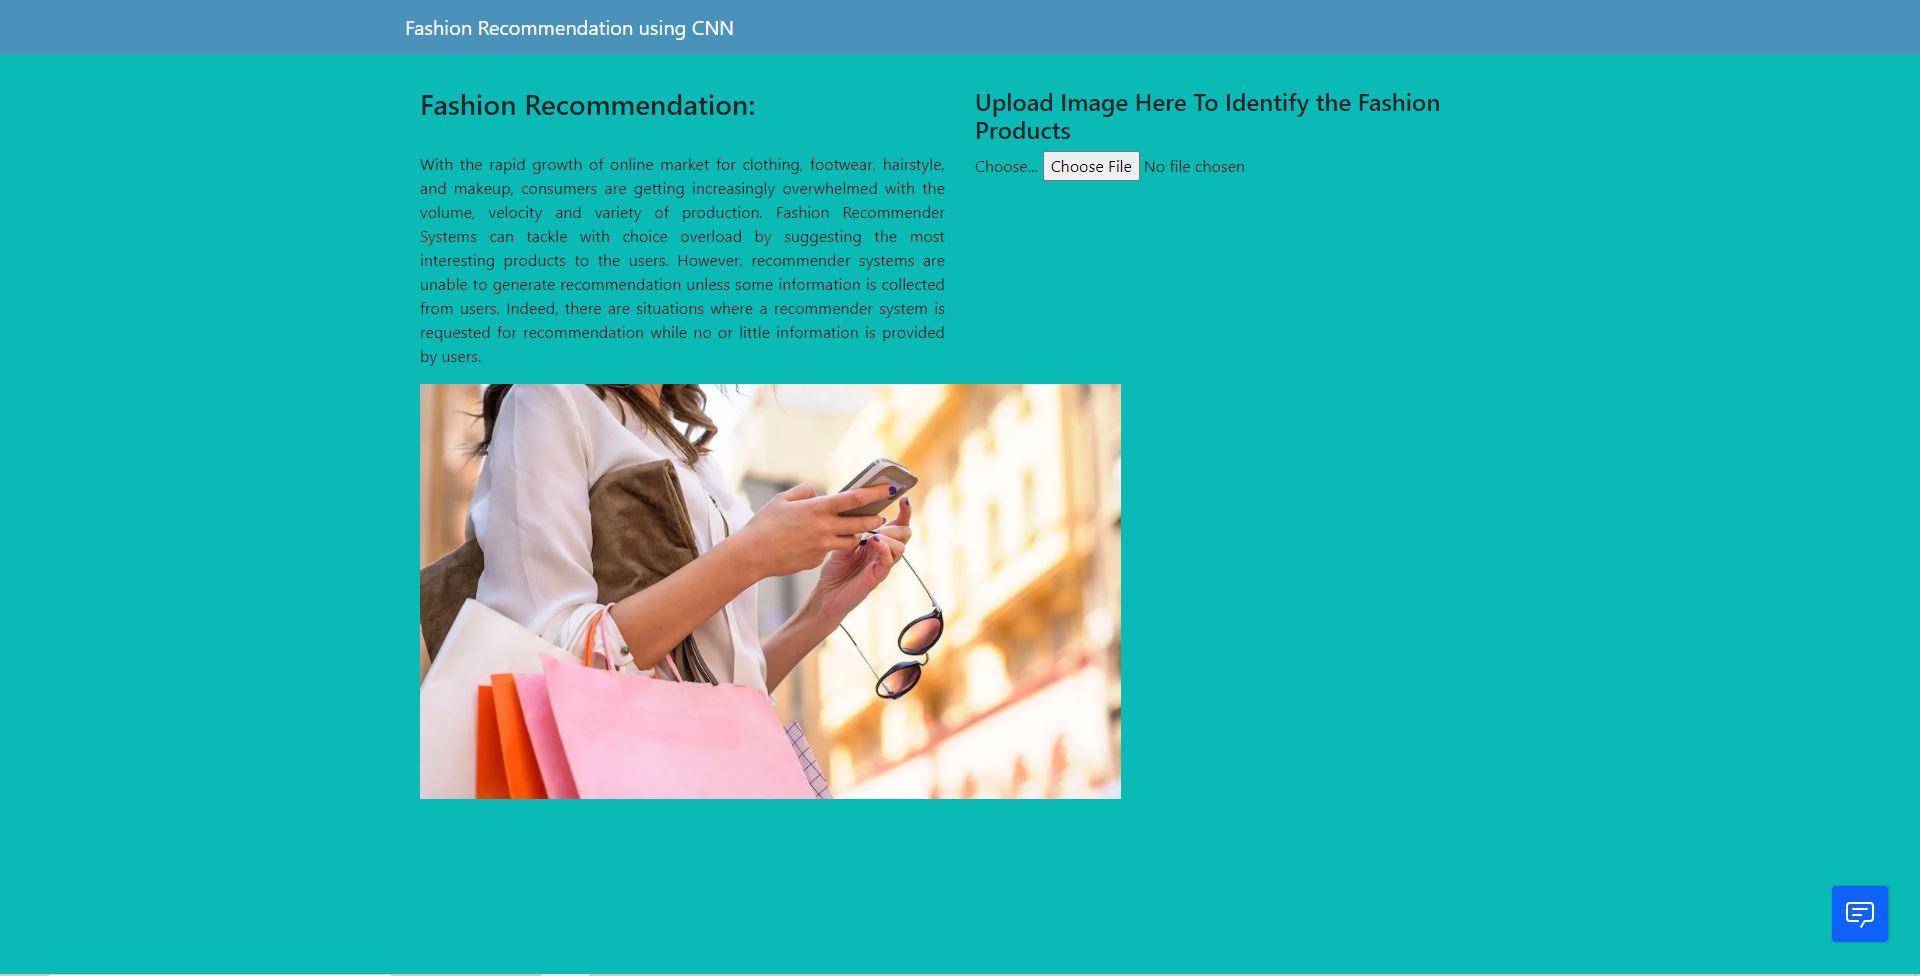 Fashion Recommendation using CNN
Fashion Recommendation:
With the rapid growth of online market for clothing, footwear, hairstyle,
and makeup, consumers are getting increasingly overwhelmed with the
volume, velocity and variety of production. Fashion Recommender
Systems can tackle with choice overload by suggesting the most
interesting products to the users. However, recommender systems are
unable to generate recommendation unless some information is collected
from users. Indeed, there are situations where a recommender system is
requested for recommendation while no or little information is provided
by users.
Upload Image Here To Identify the Fashion
Products
Choose... Choose File No file chosen